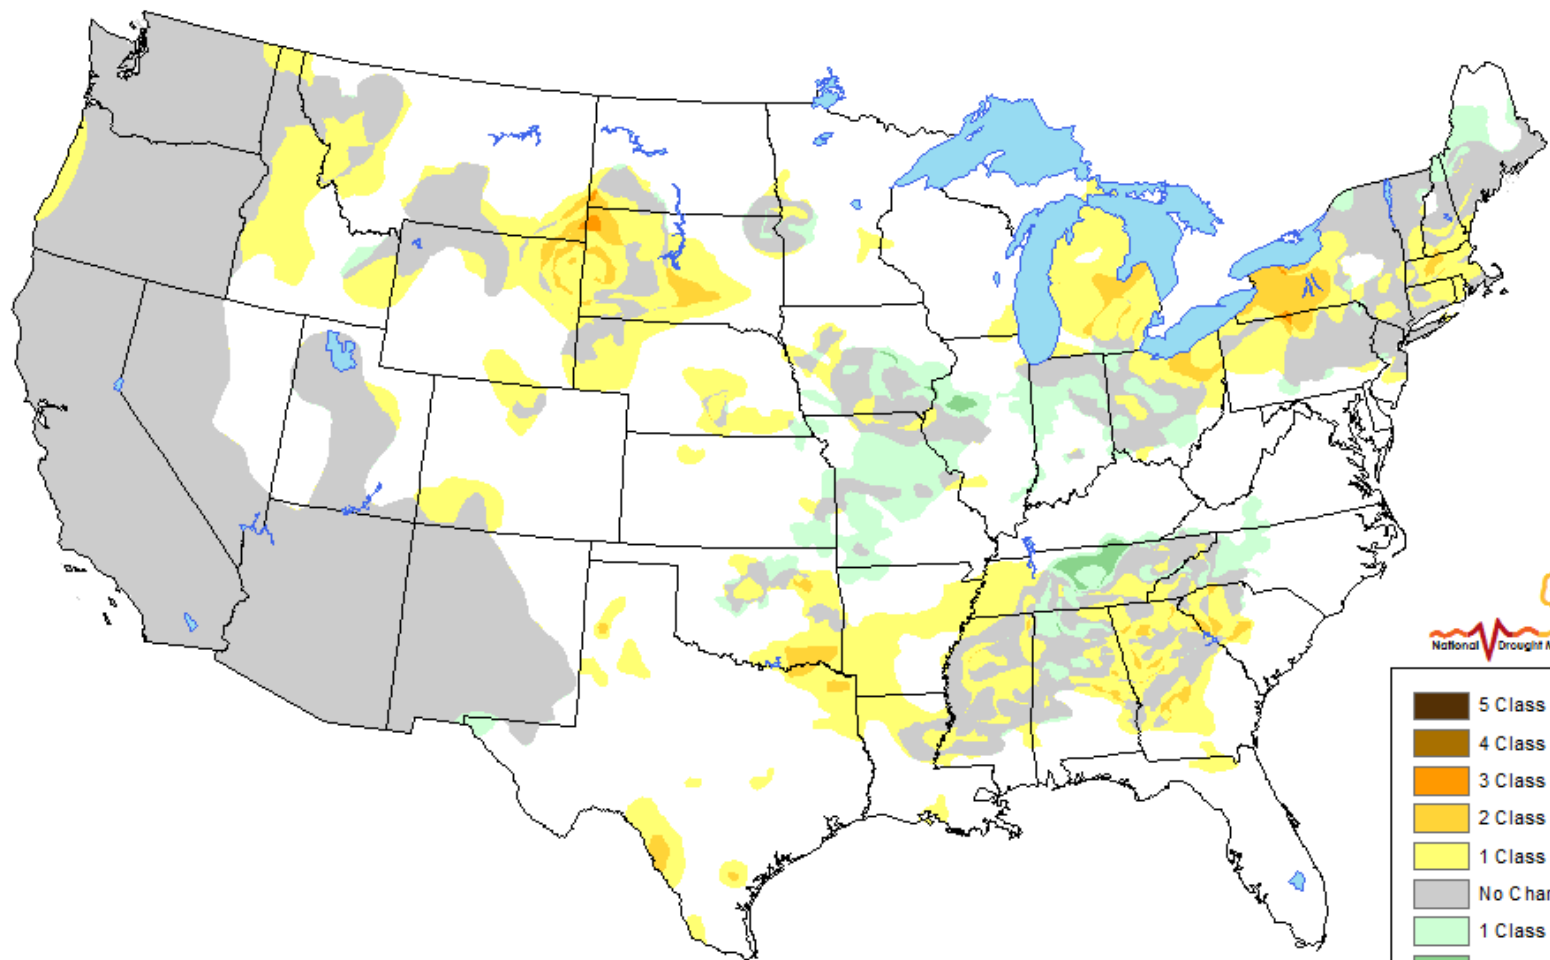 National Drought M
5 Class
4 Class
3 Class
2 Class
1 Class
No Char
1 Class